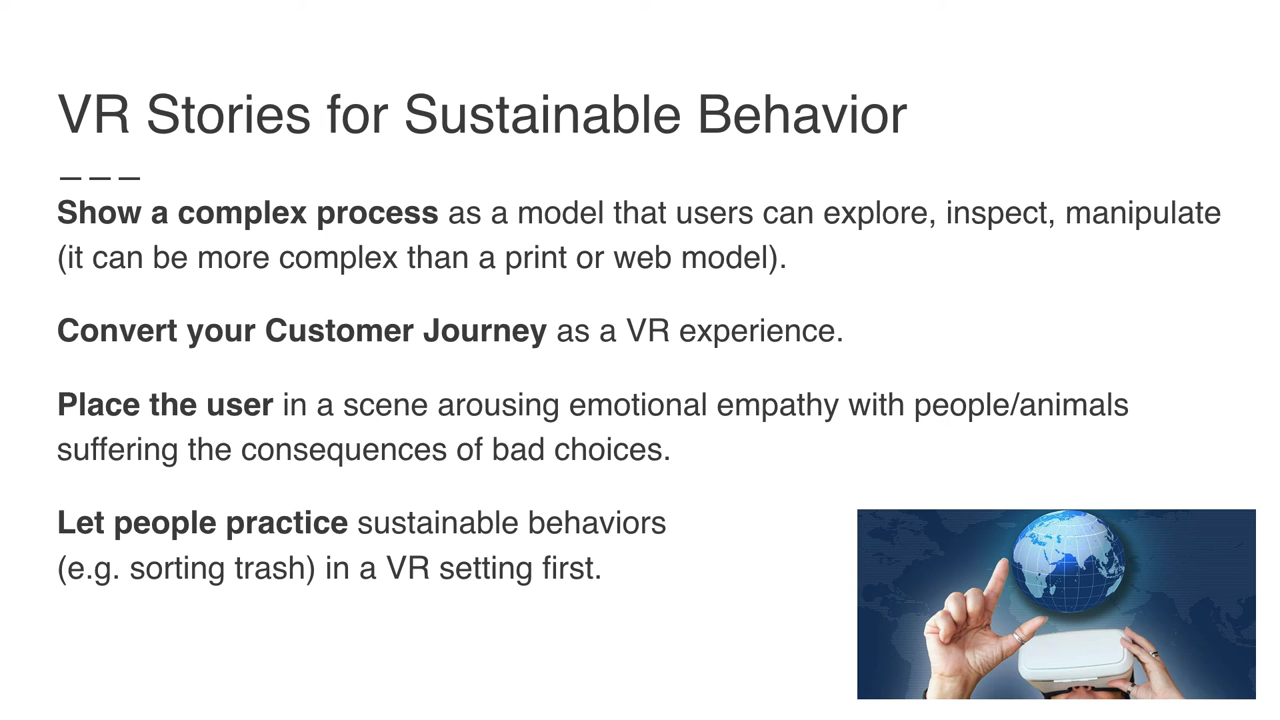 VR Stories for Sustainable Behavior
Show a complex process as a model that users can explore, inspect, manipulate
(it can be more complex than a print or web model).
Convert your Customer Journey as a VR experience.
Place the user in a scene arousing emotional empathy with people/animals
suffering the consequences of bad choices.
Let people practice sustainable behaviors
(e.g. sorting trash) in a VR setting first.